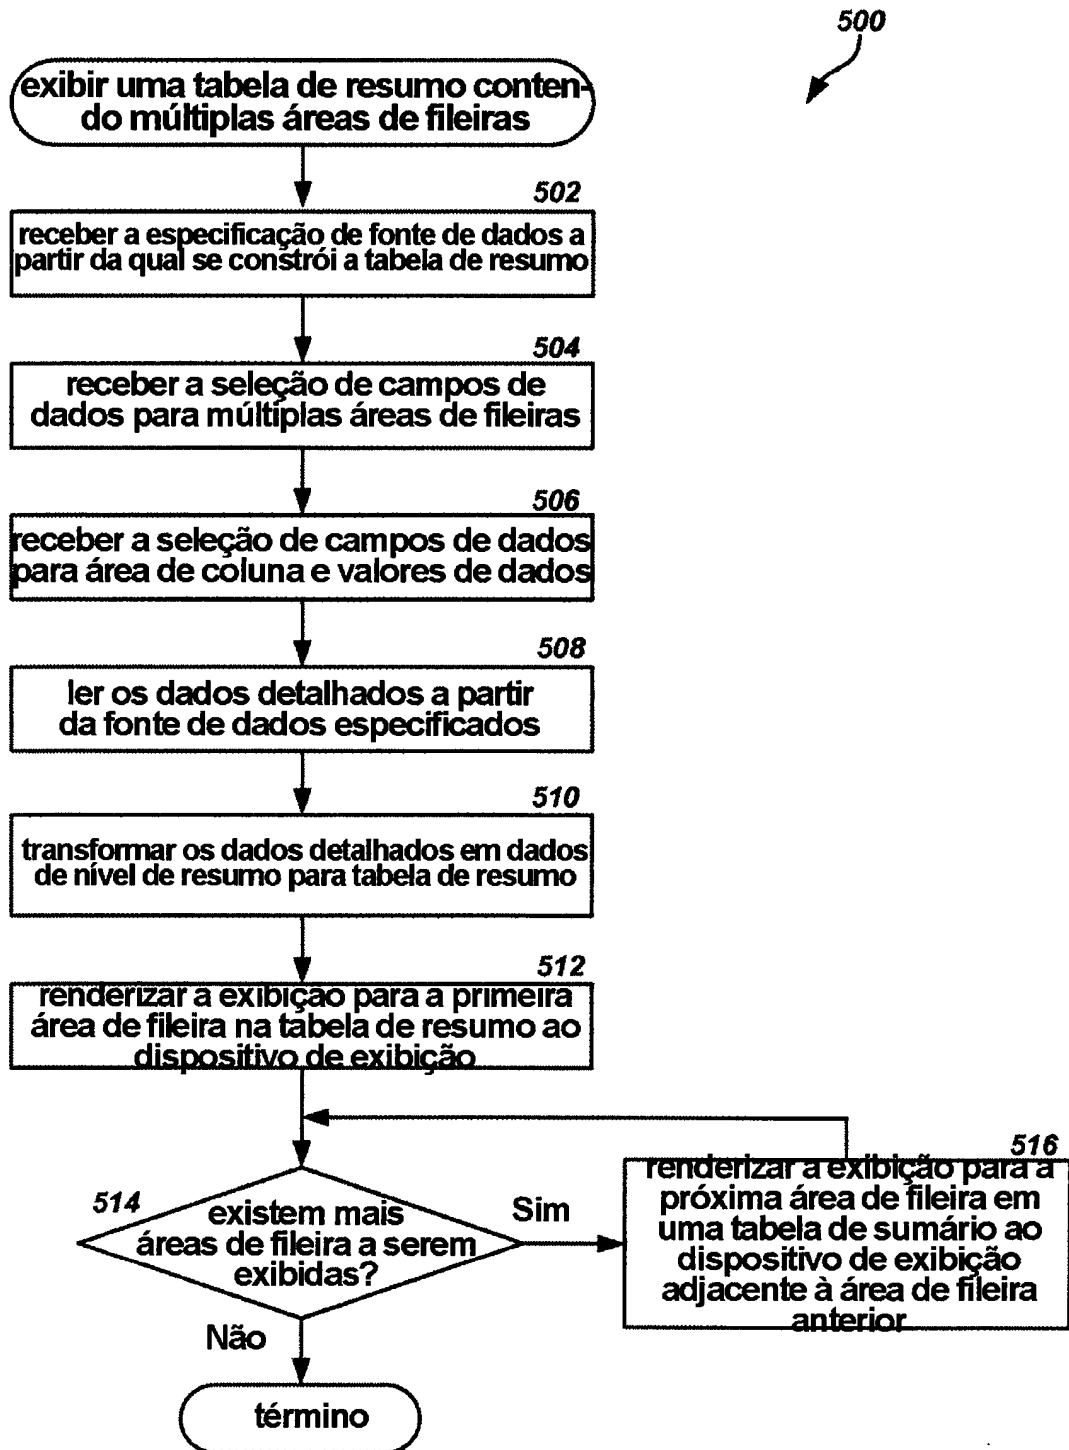 500
exibir uma tabela de resumo conten-
do múltiplas áreas de fileiras
502
receber a especificação de fonte de dados a
partir da qual se constrói a tabela de resumo
504
receber a seleção de campos de
dados para múltiplas áreas de fileiras
506
receber a seleção de campos de dados
para área de coluna e valores de dados
508
ler os dados detalhados a partir
da fonte de dados especificados
510
transformar os dados detalhados em dados
de nível de resumo para tabela de resumo
512
renderizar a exibição para a primeira
área de fileira na tabela de resumo ao
dispositivo de exibição
514
existem mais
áreas de fileira a serem
exibidas?
Sim
516
renderizar a exibição para a
próxima área de fileira em
uma tabela de sumário ao
dispositivo de exibição
adjacente à área de fileira
anterior
Não
término